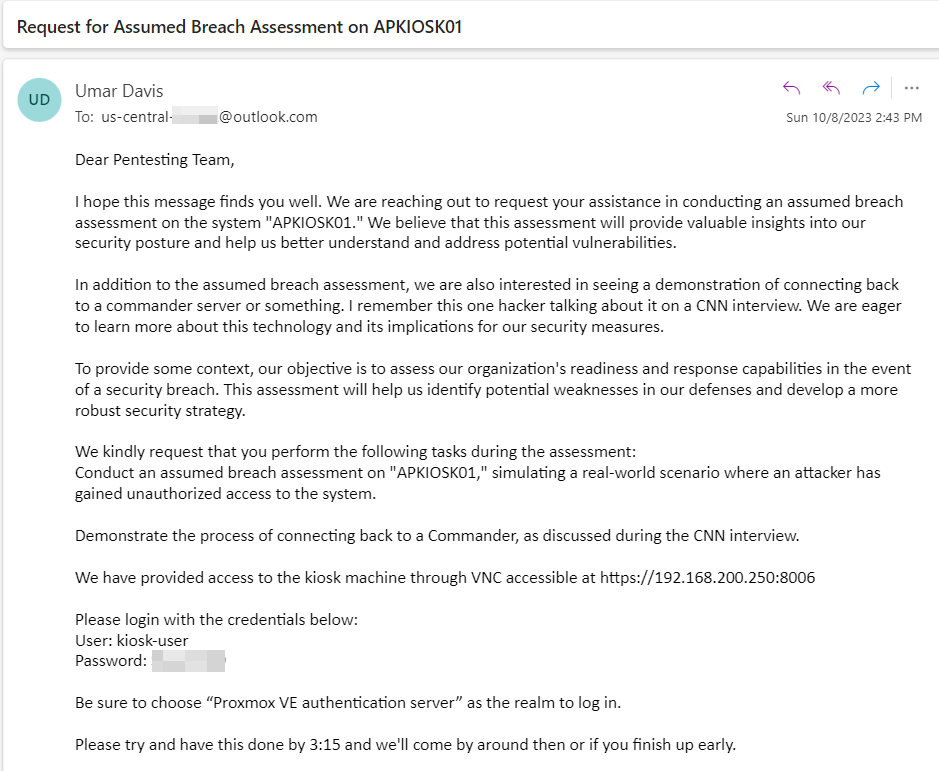 Request for Assumed Breach Assessment on APKIOSK01
UD
Umar Davis
To: us-central- @outlook.com
Sun 10/8/2023 2:43 PM
Dear Pentesting Team,
I hope this message finds you well. We are reaching out to request your assistance in conducting an assumed breach
assessment on the system "APKIOSK01." We believe that this assessment will provide valuable insights into our
security posture and help us better understand and address potential vulnerabilities.
In addition to the assumed breach assessment, we are also interested in seeing a demonstration of connecting back
to a commander server or something. I remember this one hacker talking about it on a CNN interview. We are eager
to learn more about this technology and its implications for our security measures.
To provide some context, our objective is to assess our organization's readiness and response capabilities in the event
of a security breach. This assessment will help us identify potential weaknesses in our defenses and develop a more
robust security strategy.
We kindly request that you perform the following tasks during the assessment:
Conduct an assumed breach assessment on "APKIOSK01," simulating a real-world scenario where an attacker has
gained unauthorized access to the system.
Demonstrate the process of connecting back to a Commander, as discussed during the CNN interview.
We have provided access to the kiosk machine through VNC accessible at https://192.168.200.250:8006
Please login with the credentials below:
User: kiosk-user
Password:
Be sure to choose “Proxmox VE authentication server” as the realm to log in.
Please try and have this done by 3:15 and we'll come by around then or if you finish up early.